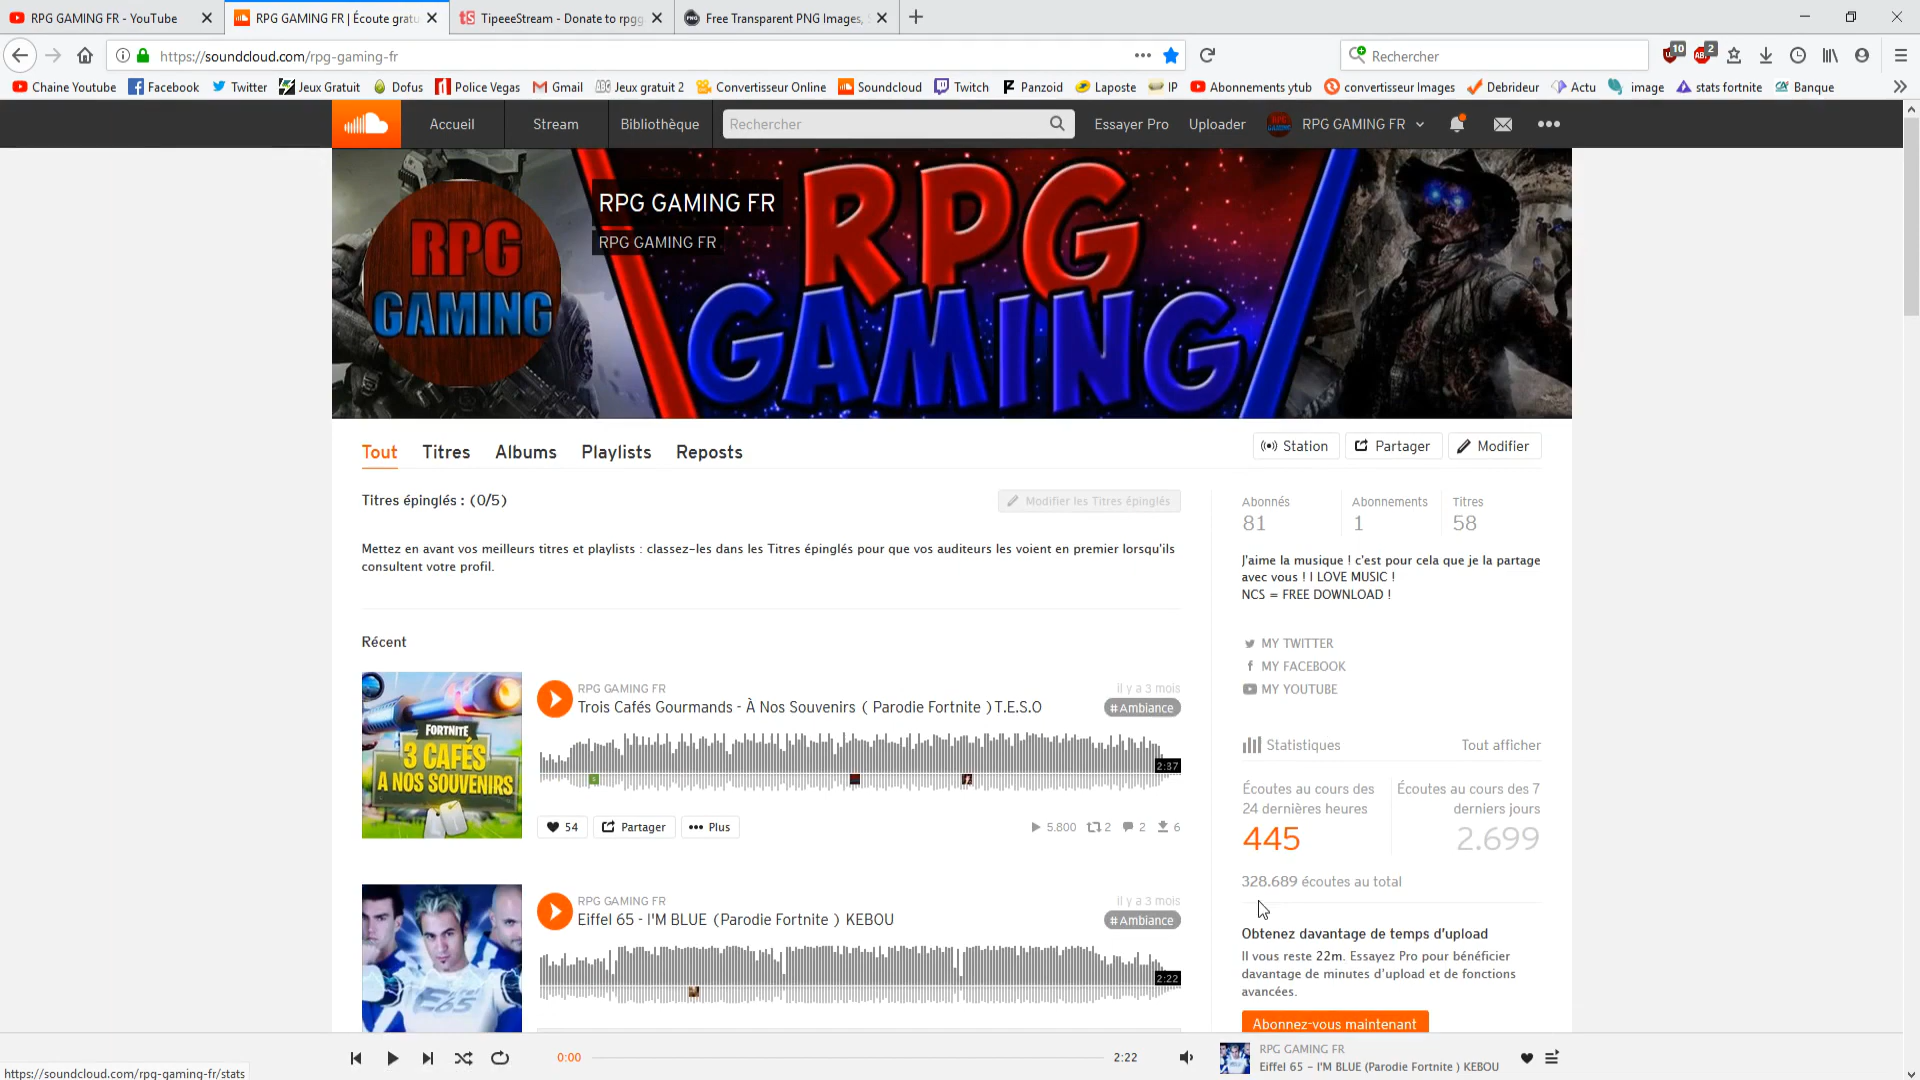 RPG GAMING FR - YouTube
RPG GAMING FR | Écoute gratu
TipeeeStream - Donate to rpgg
Free Transparent PNG Images,
https://soundcloud.com/rpg-gaming-fr
Rechercher
10
2
Chaine Youtube
Facebook
Twitter
Jeux Gratuit
Dofus
Police Vegas
Gmail
Jeux gratuit 2
Convertisseur Online
Soundcloud
Twitch
Panzoid
Laposte
IP
Abonnements ytub
convertisseur Images
Debrideur
Actu
image
stats fortnite
Banque
Accueil
Stream
Bibliothèque
Rechercher
Essayer Pro
Uploader
RPG GAMING FR
RPG GAMING FR
RPG GAMING FR
RPG
GAMING
RPG
GAMING
Tout
Titres
Albums
Playlists
Reposts
Station
Partager
Modifier
Titres épinglés : (0/5)
Modifier les Titres épinglés
Mettez en avant vos meilleurs titres et playlists : classez-les dans les Titres épinglés pour que vos auditeurs les voient en premier lorsqu'ils
consultent votre profil.
Abonnés
81
Abonnements
1
Titres
58
J'aime la musique ! c'est pour cela que je la partage
avec vous ! I LOVE MUSIC !
NCS = FREE DOWNLOAD !
MY TWITTER
MY FACEBOOK
MY YOUTUBE
Récent
FORTNITE
3 CAFÉS
A NOS SOUVENIRS
RPG GAMING FR
Trois Cafés Gourmands - À Nos Souvenirs ( Parodie Fortnite )T.E.S.O
il y a 3 mois
#Ambiance
2:37
54
Partager
Plus
5.800
2
2
6
E65
RPG GAMING FR
Eiffel 65 - I'M BLUE (Parodie Fortnite ) KEBOU
il y a 3 mois
#Ambiance
2:22
Statistiques
Tout afficher
Écoutes au cours des
24 dernières heures
445
Écoutes au cours des 7
derniers jours
2.699
328.689 écoutes au total
Obtenez davantage de temps d'upload
Il vous reste 22m. Essayez Pro pour bénéficier
davantage de minutes d'upload et de fonctions
avancées.
Abonnez-vous maintenant
0:00
2:22
RPG GAMING FR
Eiffel 65 - I'M BLUE (Parodie Fortnite ) KEBOU
https://soundcloud.com/rpg-gaming-fr/stats